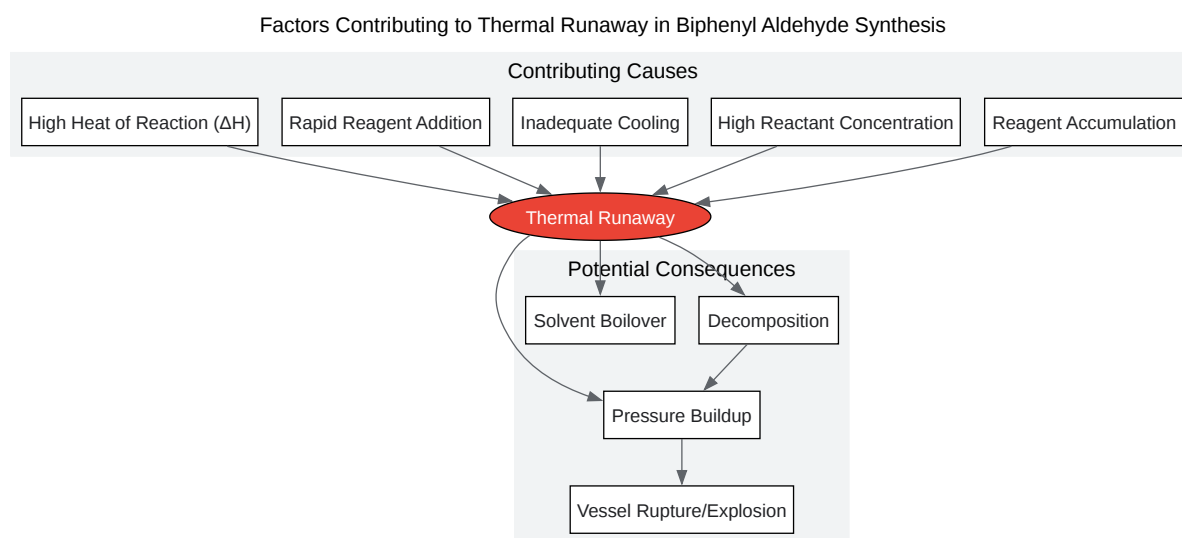 Factors Contributing to Thermal Runaway in Biphenyl Aldehyde Synthesis
Contributing Causes
High Heat of Reaction (ΔH)
Rapid Reagent Addition
Inadequate Cooling
High Reactant Concentration
Reagent Accumulation
Thermal Runaway
Potential Consequences
Solvent Boilover
Decomposition
Pressure Buildup
Vessel Rupture/Explosion